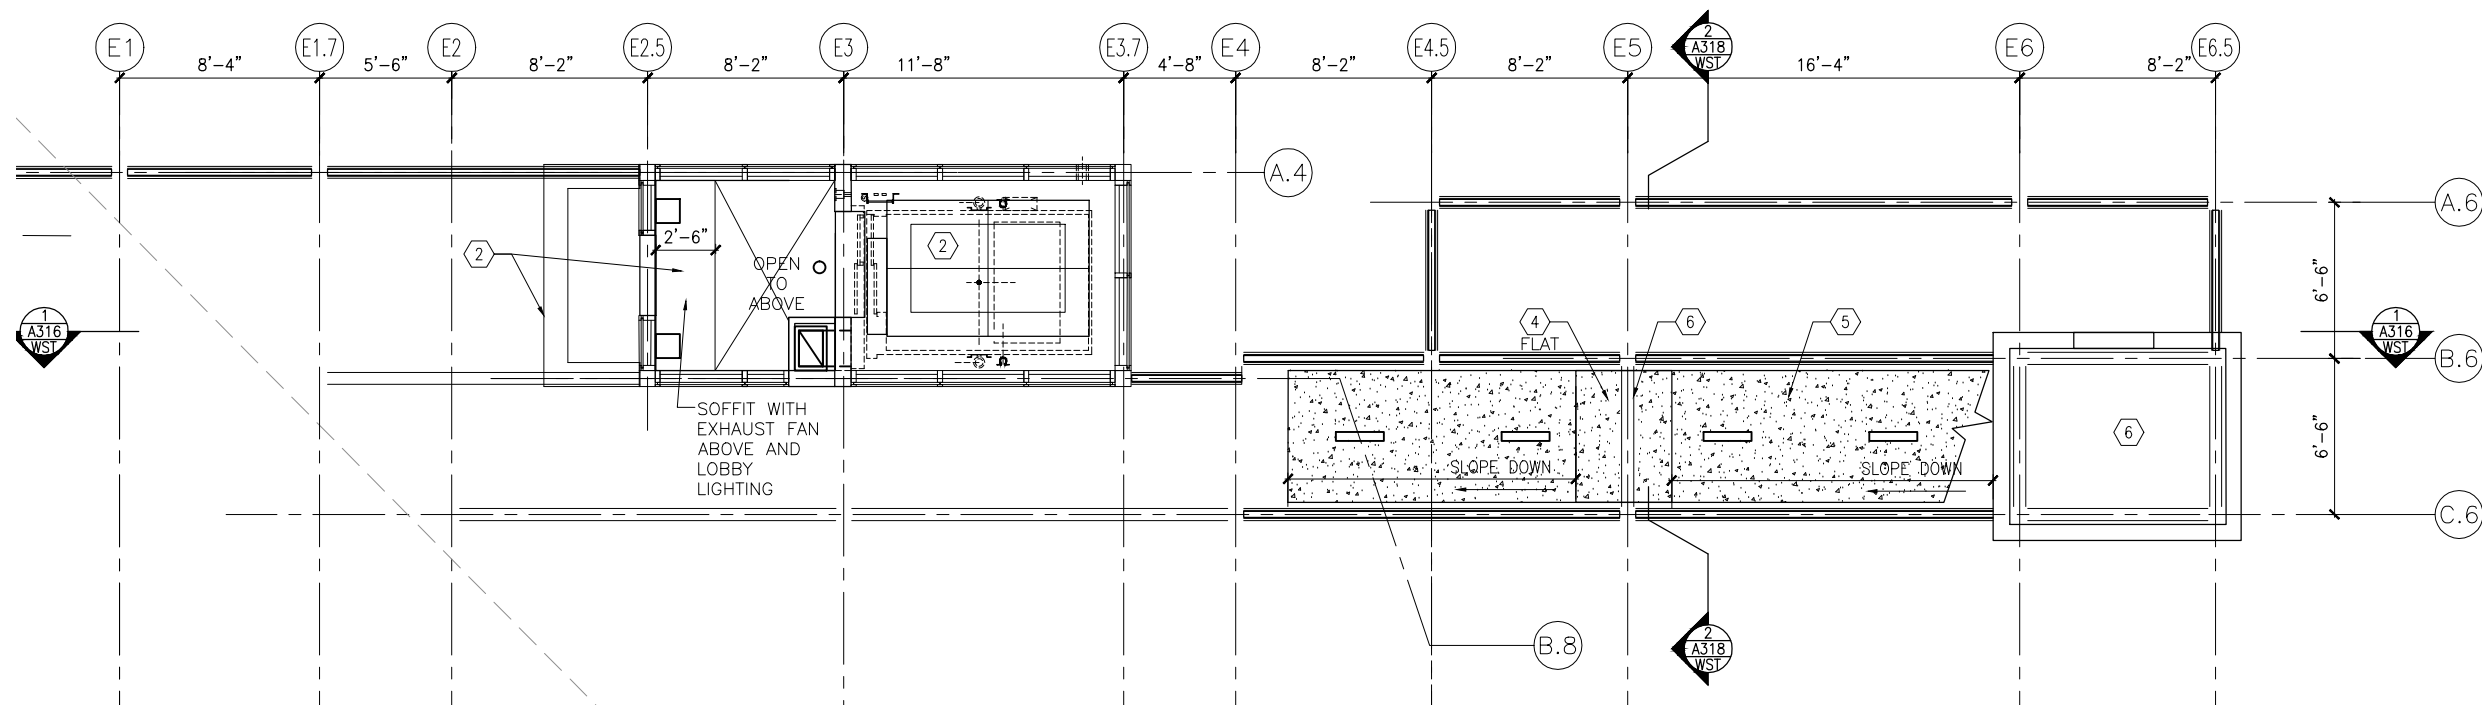 E1
E1.7
E2
E2.5
E3
E3.7
E4
E4.5
E5
2
A318
WST
E6
E6.5
8'-4"
5'-6"
8'-2"
8'-2"
11'-8"
4'-8"
8'-2"
8'-2"
16'-4"
8'-2"
A.4
A.6
2
2'-6"
2
OPEN
TO
ABOVE
6'-6"
1
A316
WST
4
FLAT
6
5
1
A316
WST
B.6
SOFFIT WITH
EXHAUST FAN
ABOVE AND
LOBBY
LIGHTING
6
6'-6"
SLOPE DOWN
SLOPE DOWN
C.6
B.8
2
A318
WST